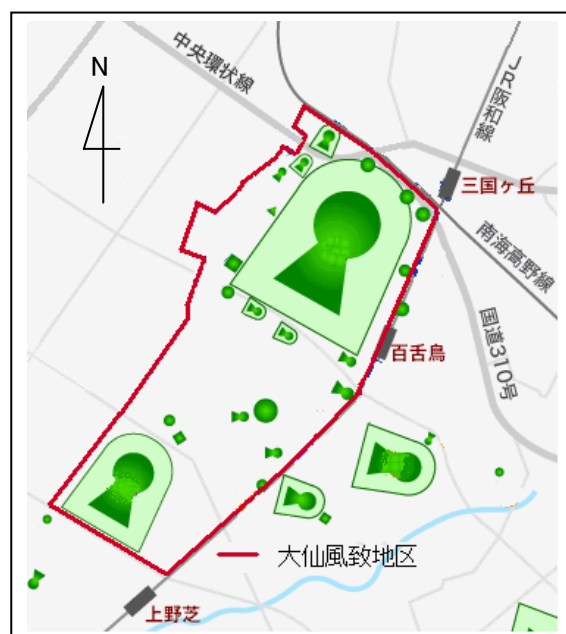 N
中央環状線
JR阪和線
三国ヶ丘
南海高野線
国道310号
百舌鳥
大仙風致地区
上野芝